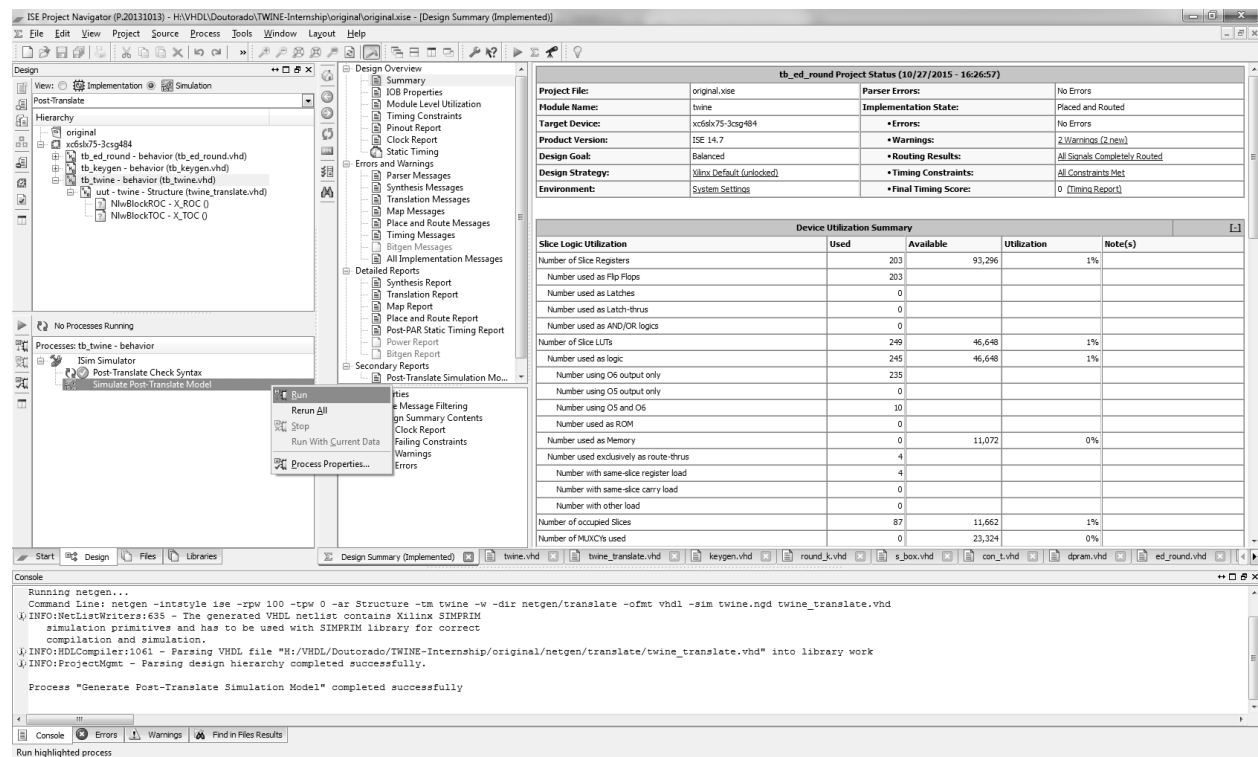 ISE Project Navigator (P.20131013) - H:\VHDL\Doutorado\TWINE-Internship\original\original.xise - [Design Summary (Implemented)]
File Edit View Project Source Process Tools Window Layout Help
Design
View: Implementation Simulation
Post-Translate
Hierarchy
original
xc6slx75-3csg484
tb_ed_round - behavior (tb_ed_round.vhd)
tb_keygen - behavior (tb_keygen.vhd)
tb_twine - behavior (tb_twine.vhd)
uut - twine - Structure (twine_translate.vhd)
NlwBlockROC - X_ROC ()
NlwBlockTOC - X_TOC ()
No Processes Running
Processes: tb_twine - behavior
ISim Simulator
Post-Translate Check Syntax
Simulate Post-Translate Model
Run
Rerun All
Stop
Run With Current Data
Process Properties...
Start Design Files Libraries
Design Overview
Summary
IOB Properties
Module Level Utilization
Timing Constraints
Pinout Report
Clock Report
Static Timing
Errors and Warnings
Parser Messages
Synthesis Messages
Translation Messages
Map Messages
Place and Route Messages
Timing Messages
Bitgen Messages
All Implementation Messages
Detailed Reports
Synthesis Report
Translation Report
Map Report
Place and Route Report
Post-PAR Static Timing Report
Power Report
Bitgen Report
Secondary Reports
Post-Translate Simulation Mo...
rties
e Message Filtering
gn Summary Contents
Clock Report
Failing Constraints
Warnings
Errors
tb_ed_round Project Status (10/27/2015 - 16:26:57)
Project File: original.xise Parser Errors: No Errors
Module Name: twine Implementation State: Placed and Routed
Target Device: xc6slx75-3csg484 •Errors: No Errors
Product Version: ISE 14.7 •Warnings: 2 Warnings (2 new)
Design Goal: Balanced •Routing Results: All Signals Completely Routed
Design Strategy: Xilinx Default (unlocked) •Timing Constraints: All Constraints Met
Environment: System Settings •Final Timing Score: 0 (Timing Report)
Device Utilization Summary [-]
Slice Logic Utilization Used Available Utilization Note(s)
Number of Slice Registers 203 93,296 1%
Number used as Flip Flops 203
Number used as Latches 0
Number used as Latch-thrus 0
Number used as AND/OR logics 0
Number of Slice LUTs 249 46,648 1%
Number used as logic 245 46,648 1%
Number using O6 output only 235
Number using O5 output only 0
Number using O5 and O6 10
Number used as ROM 0
Number used as Memory 0 11,072 0%
Number used exclusively as route-thrus 4
Number with same-slice register load 4
Number with same-slice carry load 0
Number with other load 0
Number of occupied Slices 87 11,662 1%
Number of MUXCYs used 0 23,324 0%
Design Summary (Implemented) twine.vhd twine_translate.vhd keygen.vhd round_k.vhd s_box.vhd con_t.vhd dpram.vhd ed_round.vhd
Console
Running netgen...
Command Line: netgen -intstyle ise -rpw 100 -tpw 0 -ar Structure -tm twine -w -dir netgen/translate -ofmt vhdl -sim twine.ngd twine_translate.vhd
INFO:NetListWriters:635 - The generated VHDL netlist contains Xilinx SIMPRIM
simulation primitives and has to be used with SIMPRIM library for correct
compilation and simulation.
INFO:HDLCompiler:1061 - Parsing VHDL file "H:/VHDL/Doutorado/TWINE-Internship/original/netgen/translate/twine_translate.vhd" into library work
INFO:ProjectMgmt - Parsing design hierarchy completed successfully.
Process "Generate Post-Translate Simulation Model" completed successfully
Console Errors Warnings Find in Files Results
Run highlighted process